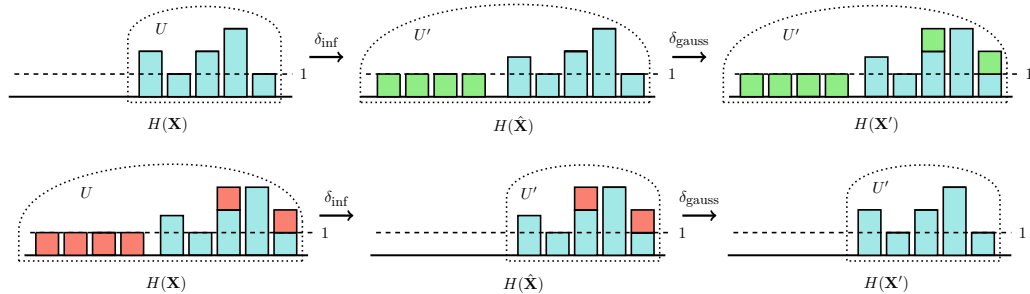 U
δ_inf
U′
δ_gauss
U′
1
1
1
H(𝐗)
H(𝐗̂)
H(𝐗′)
U
δ_inf
U′
δ_gauss
U′
1
1
1
H(𝐗)
H(𝐗̂)
H(𝐗′)